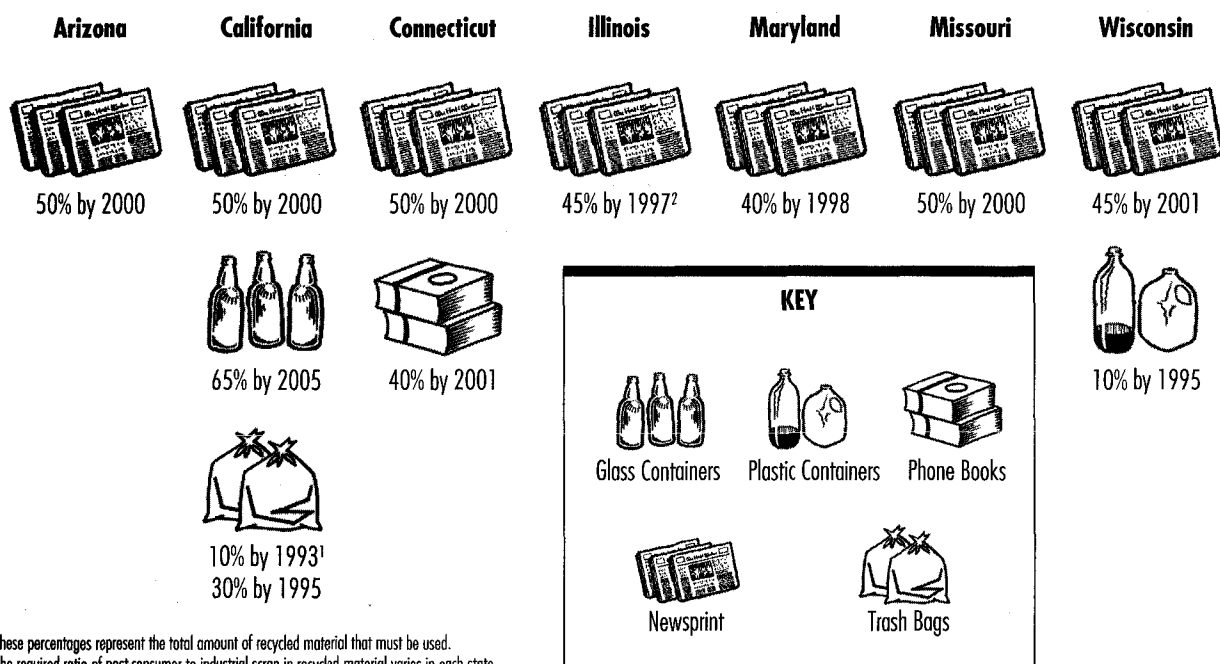 Arizona California Connecticut Illinois Maryland Missouri Wisconsin
50% by 2000 50% by 2000 50% by 2000 45% by 1997² 40% by 1998 50% by 2000 45% by 2001
65% by 2005 40% by 2001 10% by 1995
10% by 1993¹
30% by 1995
KEY
Glass Containers Plastic Containers Phone Books
Newsprint Trash Bags
hese percentages represent the total amount of recycled material that must be used.
he required ratio of post-consumer to industrial scrap in recycled material varies in each state